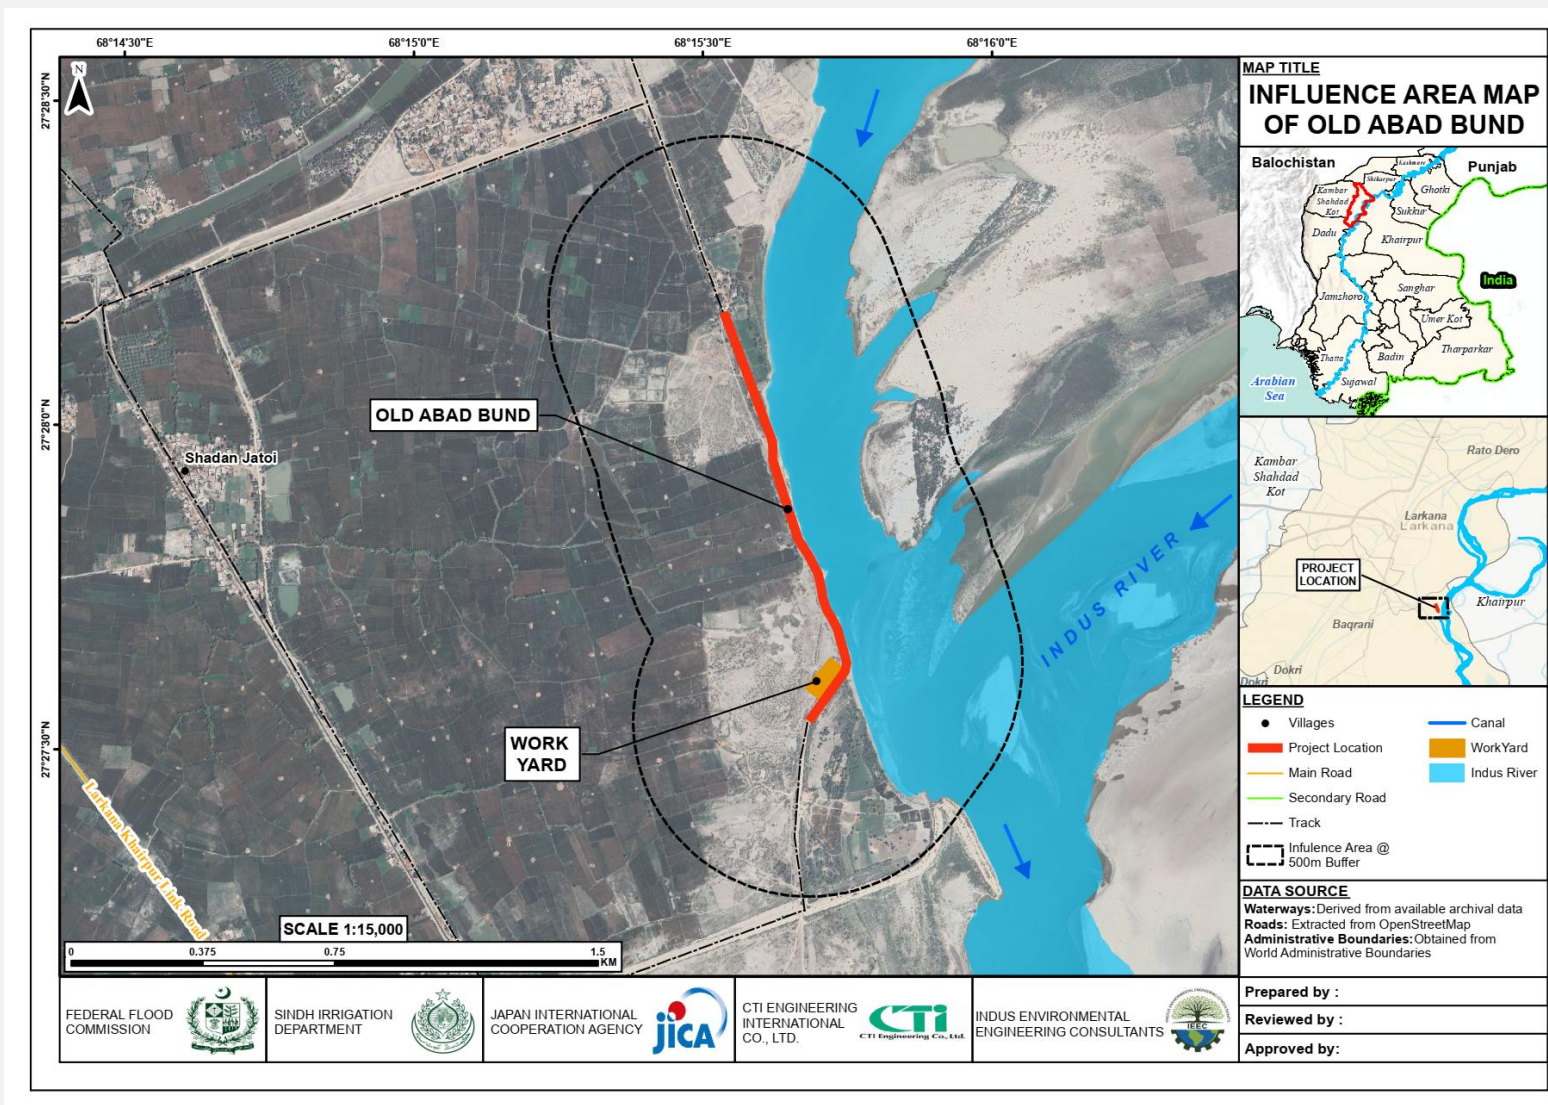 68°14'30"E
68°15'0"E
68°15'30"E
68°16'0"E
27°28'30"N
27°28'0"N
27°27'30"N
N
OLD ABAD BUND
Shadan Jatoi
WORK
YARD
INDUS RIVER
Larkana Khairpur Link Road
SCALE 1:15,000
0
0.375
0.75
1.5
KM
MAP TITLE
INFLUENCE AREA MAP
OF OLD ABAD BUND
Balochistan
Punjab
Kashmore
Shikarpur
Ghotki
Kambar
Shahdad
Kot
Sukkur
Dadu
Khairpur
India
Sanghar
Jamshoro
Umer Kot
Tharparkar
Badin
Thatta
Sujawal
Arabian
Sea
Rato Dero
Kambar
Shahdad
Kot
Larkana
Larkana
PROJECT
LOCATION
Khairpur
Baqrani
Dokri
Dokri
LEGEND
Villages
Canal
Project Location
WorkYard
Main Road
Indus River
Secondary Road
Track
Infulence Area @
500m Buffer
DATA SOURCE
Waterways:Derived from available archival data
Roads: Extracted from OpenStreetMap
Administrative Boundaries:Obtained from
World Administrative Boundaries
Prepared by :
Reviewed by :
Approved by:
FEDERAL FLOOD
COMMISSION
SINDH IRRIGATION
DEPARTMENT
JAPAN INTERNATIONAL
COOPERATION AGENCY
jICA
CTI ENGINEERING
INTERNATIONAL
CO., LTD.
CTi
CTI Engineering Co., Ltd.
INDUS ENVIRONMENTAL
ENGINEERING CONSULTANTS
IEEC